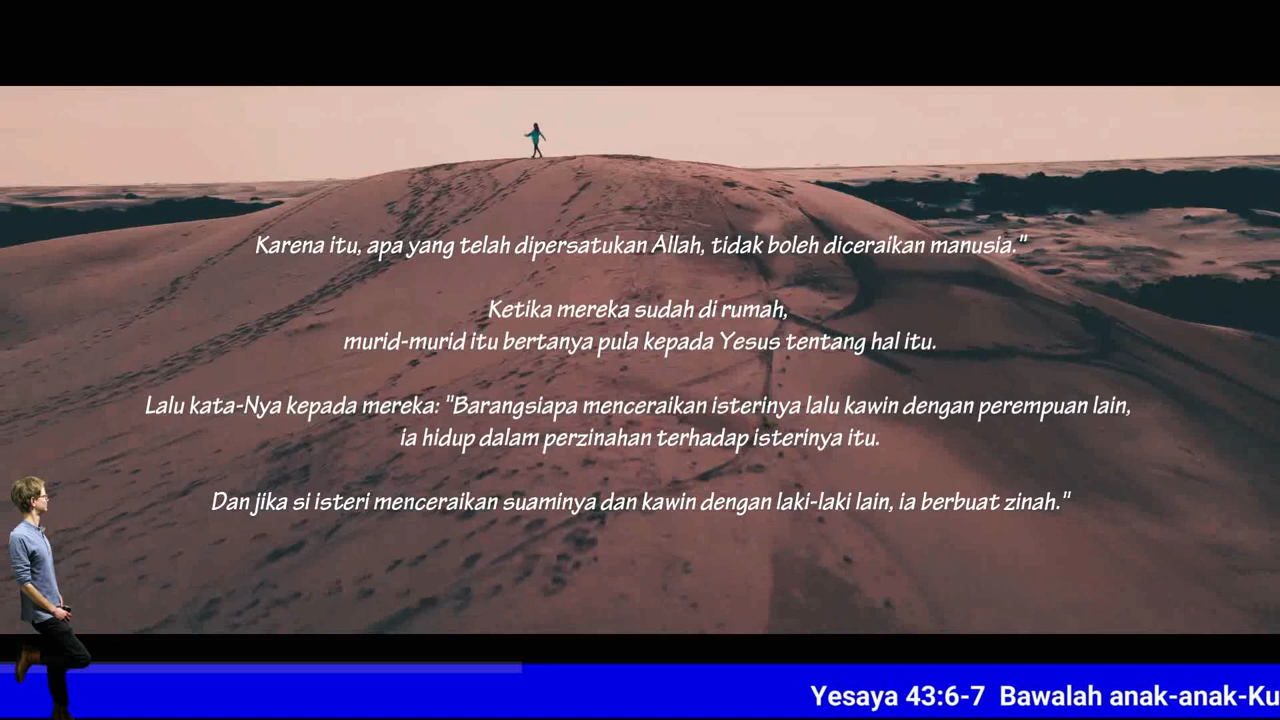 Karena itu, apa yang telah dipersatukan Allah, tidak boleh diceraikan manusia."
Ketika mereka sudah di rumah,
murid-murid itu bertanya pula kepada Yesus tentang hal itu.
Lalu kata-Nya kepada mereka: "Barangsiapa menceraikan isterinya lalu kawin dengan perempuan lain,
ia hidup dalam perzinahan terhadap isterinya itu.
Dan jika si isteri menceraikan suaminya dan kawin dengan laki-laki lain, ia berbuat zinah."
Yesaya 43:6-7 Bawalah anak-anak-Ku